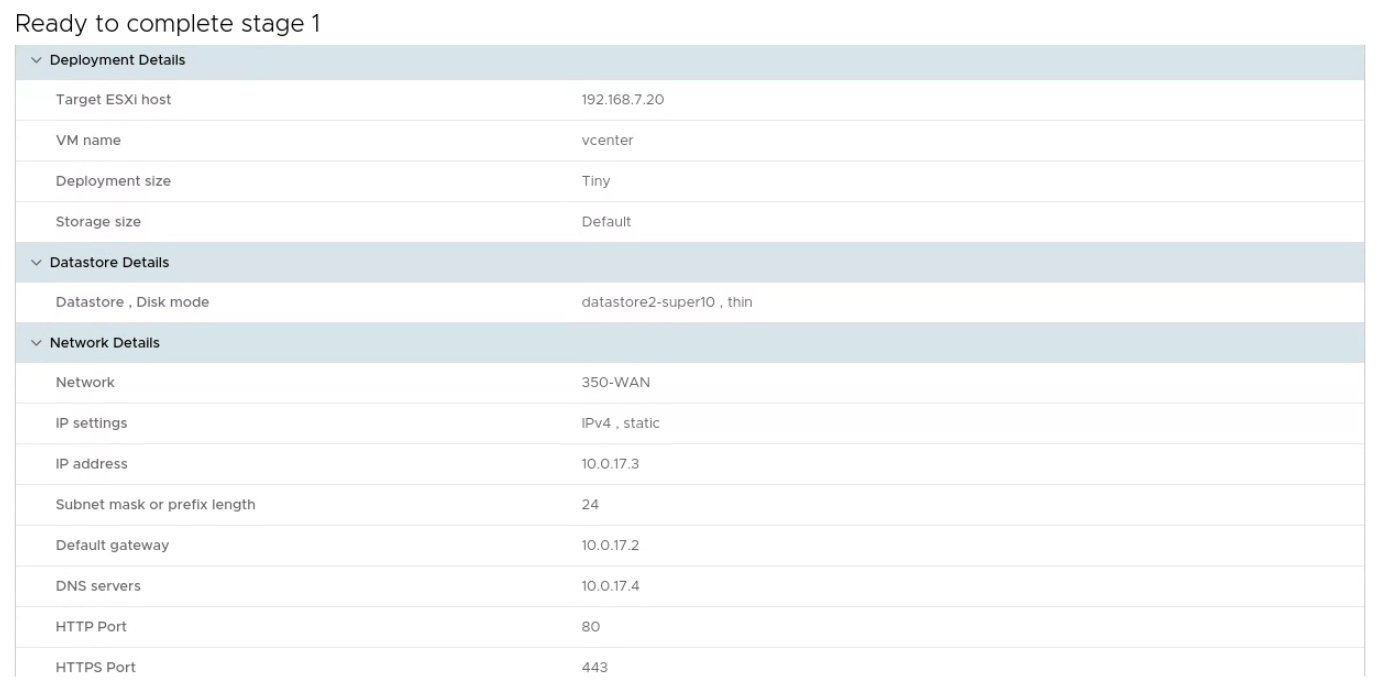 Ready to complete stage 1
Deployment Details
Target ESXi host 192.168.7.20
VM name vcenter
Deployment size Tiny
Storage size Default
Datastore Details
Datastore , Disk mode datastore2-super10 , thin
Network Details
Network 350-WAN
IP settings IPv4 , static
IP address 10.0.17.3
Subnet mask or prefix length 24
Default gateway 10.0.17.2
DNS servers 10.0.17.4
HTTP Port 80
HTTPS Port 443